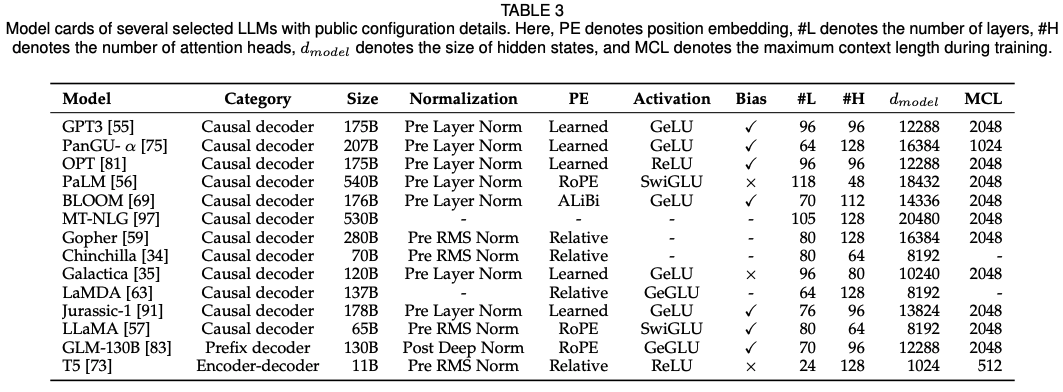 TABLE 3
Model cards of several selected LLMs with public configuration details. Here, PE denotes position embedding, #L denotes the number of layers, #H
denotes the number of attention heads, d_model denotes the size of hidden states, and MCL denotes the maximum context length during training.
Model Category Size Normalization PE Activation Bias #L #H d_model MCL
GPT3 [55] Causal decoder 175B Pre Layer Norm Learned GeLU ✓ 96 96 12288 2048
PanGU- α [75] Causal decoder 207B Pre Layer Norm Learned GeLU ✓ 64 128 16384 1024
OPT [81] Causal decoder 175B Pre Layer Norm Learned ReLU ✓ 96 96 12288 2048
PaLM [56] Causal decoder 540B Pre Layer Norm RoPE SwiGLU × 118 48 18432 2048
BLOOM [69] Causal decoder 176B Pre Layer Norm ALiBi GeLU ✓ 70 112 14336 2048
MT-NLG [97] Causal decoder 530B - - - - 105 128 20480 2048
Gopher [59] Causal decoder 280B Pre RMS Norm Relative - - 80 128 16384 2048
Chinchilla [34] Causal decoder 70B Pre RMS Norm Relative - - 80 64 8192 -
Galactica [35] Causal decoder 120B Pre Layer Norm Learned GeLU × 96 80 10240 2048
LaMDA [63] Causal decoder 137B - Relative GeGLU - 64 128 8192 -
Jurassic-1 [91] Causal decoder 178B Pre Layer Norm Learned GeLU ✓ 76 96 13824 2048
LLaMA [57] Causal decoder 65B Pre RMS Norm RoPE SwiGLU ✓ 80 64 8192 2048
GLM-130B [83] Prefix decoder 130B Post Deep Norm RoPE GeGLU ✓ 70 96 12288 2048
T5 [73] Encoder-decoder 11B Pre RMS Norm Relative ReLU × 24 128 1024 512